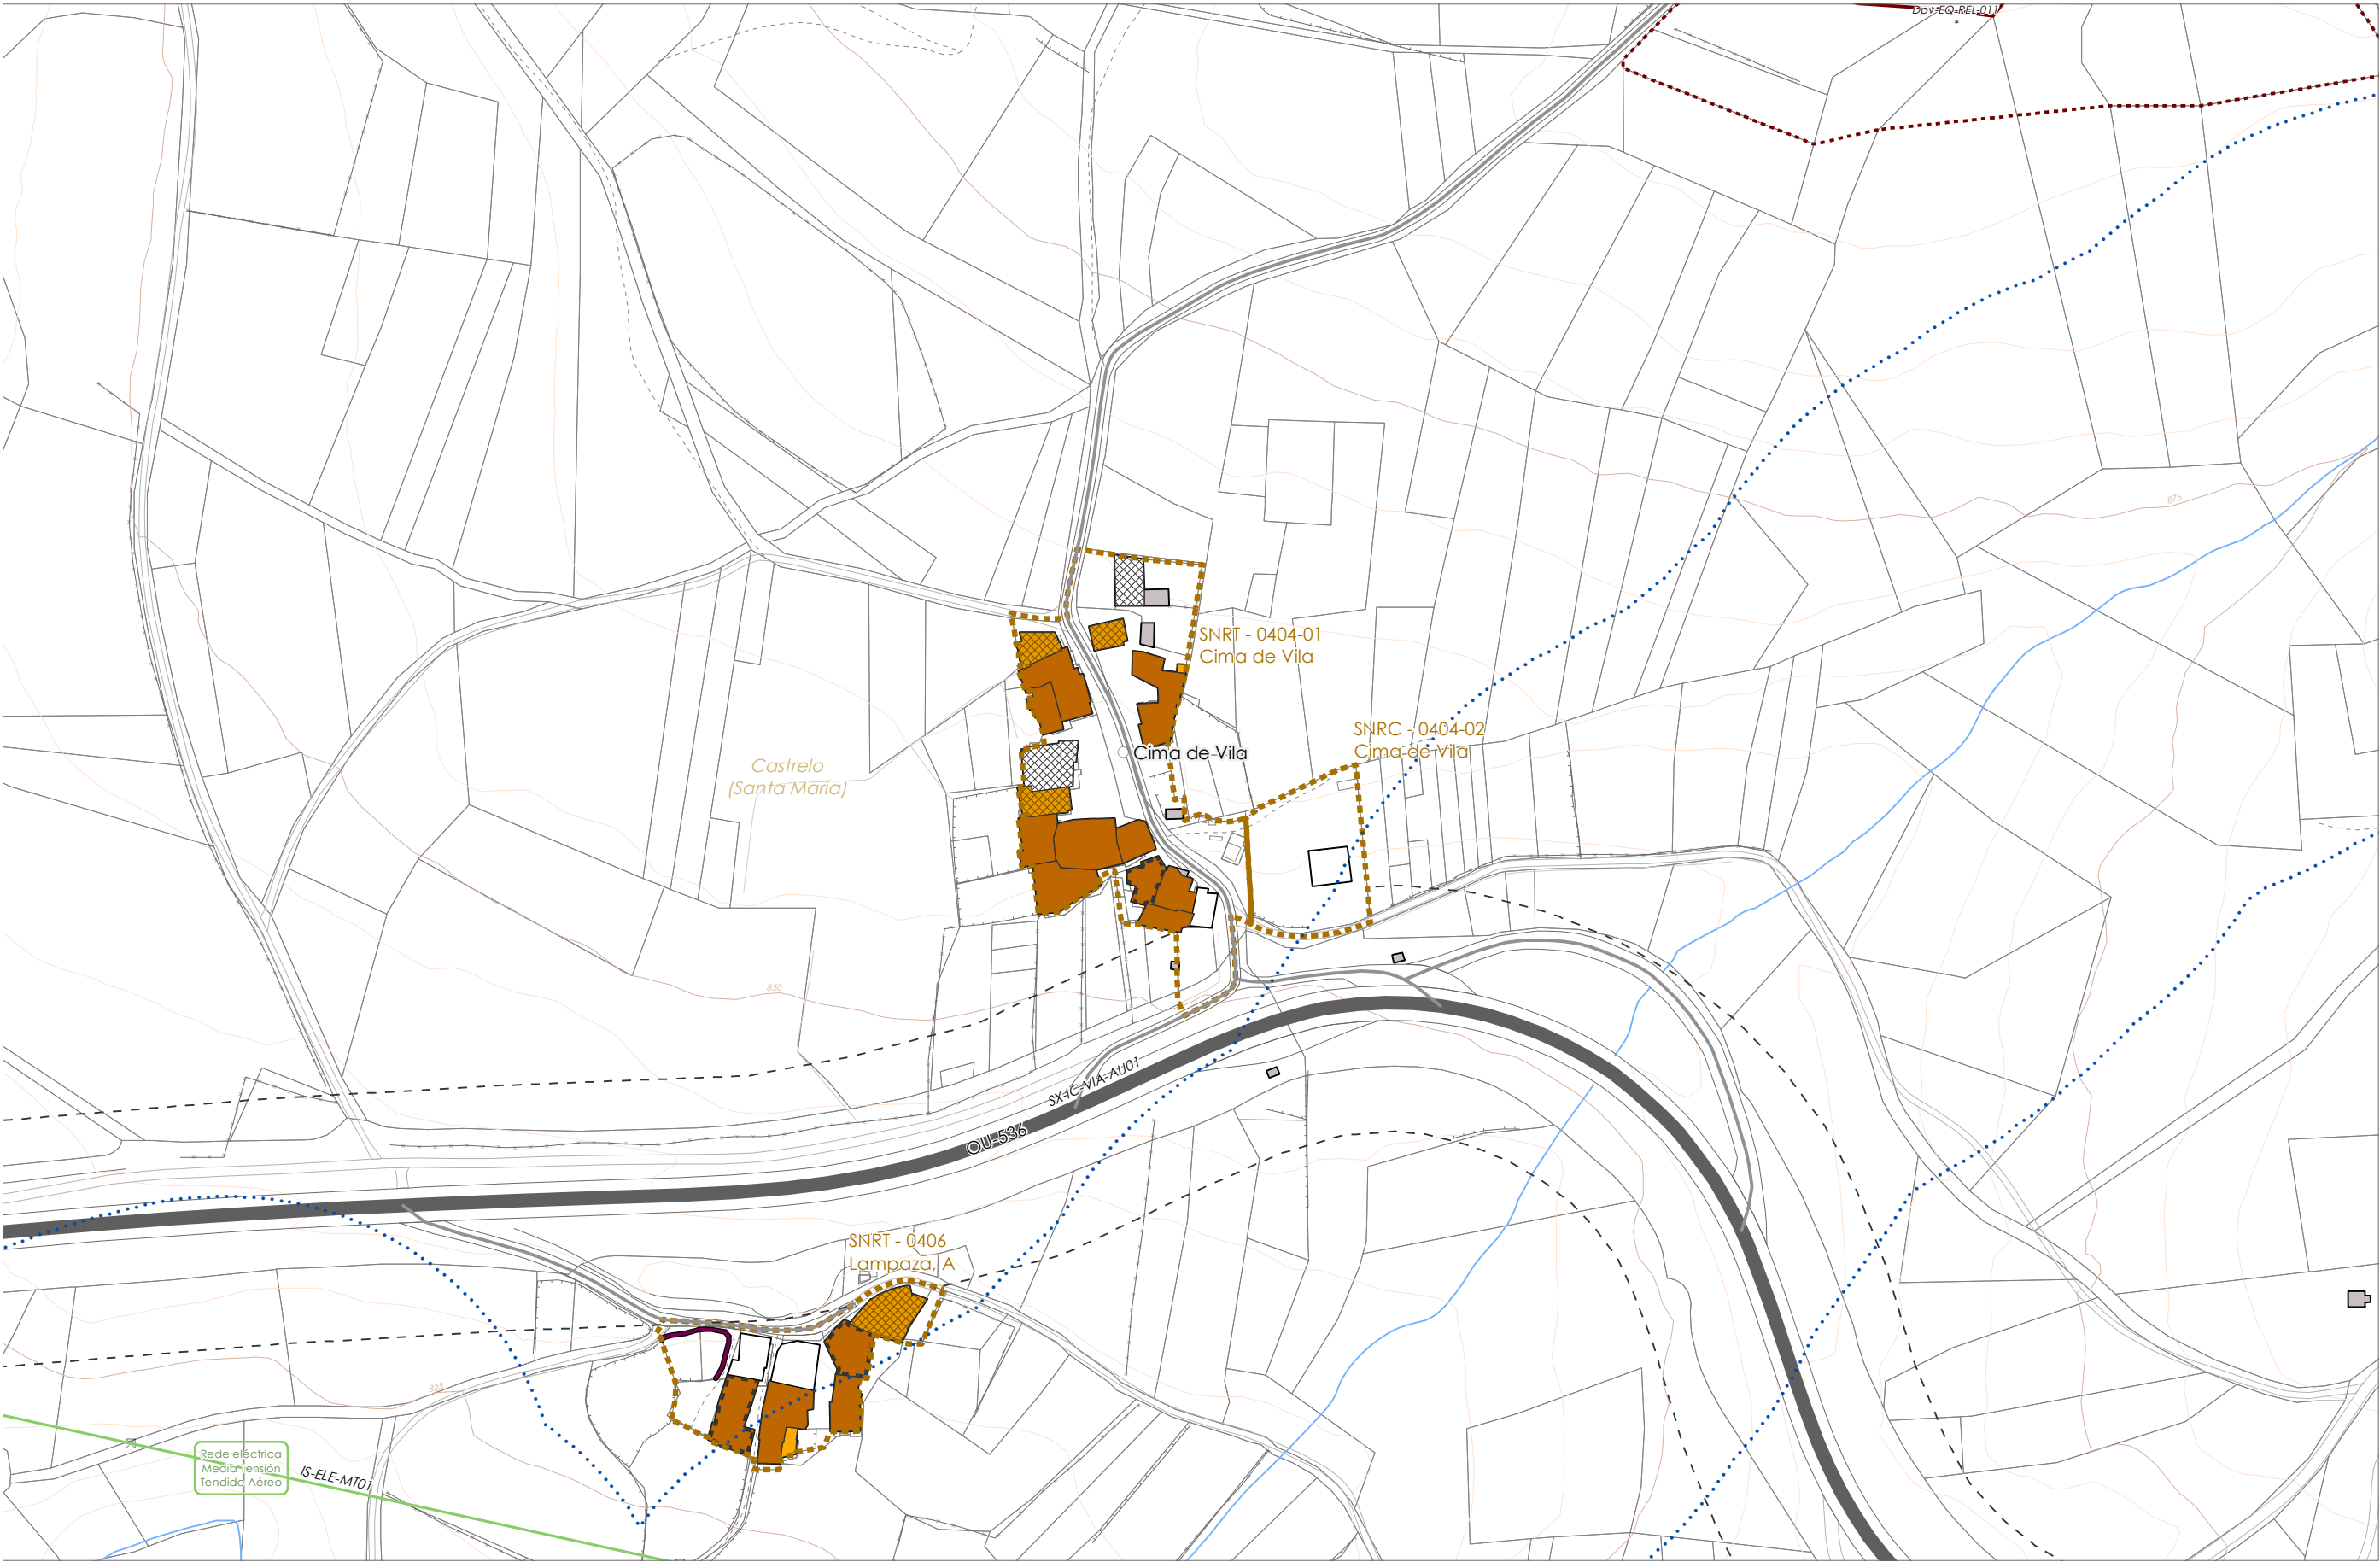 Dpv-EQ-REL-011
875
SNRT - 0404-01
Cima de Vila
SNRC - 0404-02
Cima de Vila
Cima de Vila
Castrelo
(Santa María)
850
SX-IC-VIA-AU01
OU-536
SNRT - 0406
Lampaza, A
825
Rede eléctrica
Media Tensión
Tendido Aéreo
IS-ELE-MT01